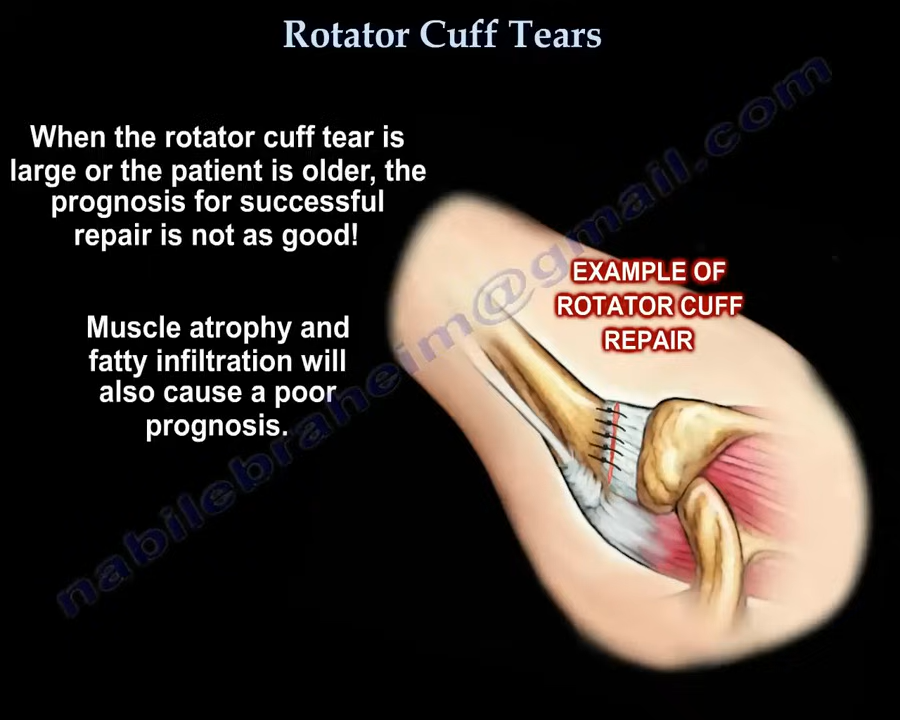 Rotator Cuff Tears
When the rotator cuff tear is
large or the patient is older, the
prognosis for successful
repair is not as good!
Muscle atrophy and
fatty infiltration will
also cause a poor
prognosis.
EXAMPLE OF
ROTATOR CUFF
REPAIR
nabilebraheim@gmail.com